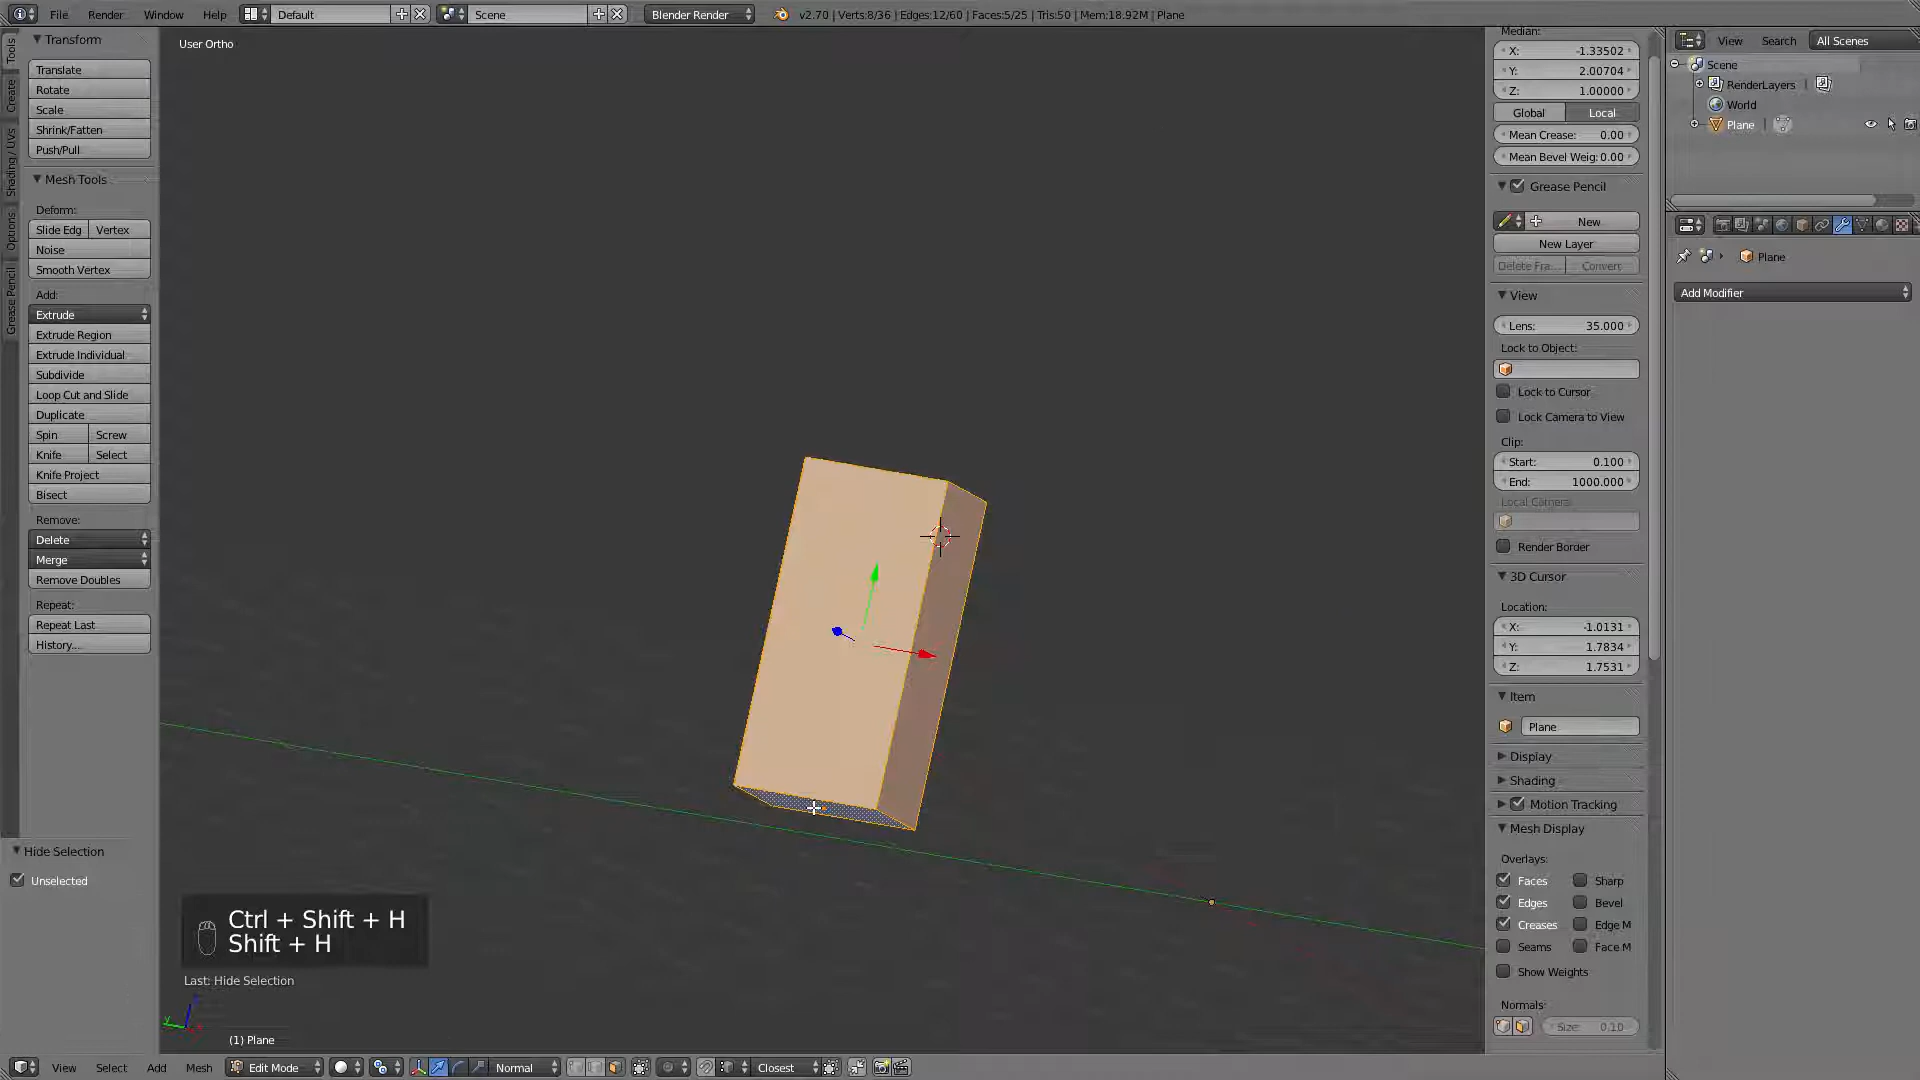 File Render Window Help Default Scene Blender Render v2.70 | Verts:8/36 | Edges:12/60 | Faces:5/25 | Tris:50 | Mem:18.92M | Plane
Tools
Create
Shading / UVs
Options
Grease Pencil
Transform
Translate
Rotate
Scale
Shrink/Fatten
Push/Pull
Mesh Tools
Deform:
Slide Edg Vertex
Noise
Smooth Vertex
Add:
Extrude
Extrude Region
Extrude Individual
Subdivide
Loop Cut and Slide
Duplicate
Spin Screw
Knife Select
Knife Project
Bisect
Remove:
Delete
Merge
Remove Doubles
Repeat:
Repeat Last
History...
Hide Selection
Unselected
User Ortho
Ctrl + Shift + H
Shift + H
Last: Hide Selection
y
(1) Plane
View Select Add Mesh Edit Mode Normal Closest
Median:
X: -1.33502
Y: 2.00704
Z: 1.00000
Global Local
Mean Crease: 0.00
Mean Bevel Weig: 0.00
Grease Pencil
New
New Layer
Delete Fra... Convert
View
Lens: 35.000
Lock to Object:
Lock to Cursor
Lock Camera to View
Clip:
Start: 0.100
End: 1000.000
Local Camera:
Render Border
3D Cursor
Location:
X: -1.0131
Y: 1.7834
Z: 1.7531
Item
Plane
Display
Shading
Motion Tracking
Mesh Display
Overlays:
Faces Sharp
Edges Bevel
Creases Edge M
Seams Face M
Show Weights
Normals:
Size: 0.10
View Search All Scenes
Scene
RenderLayers
World
Plane
Plane
Add Modifier